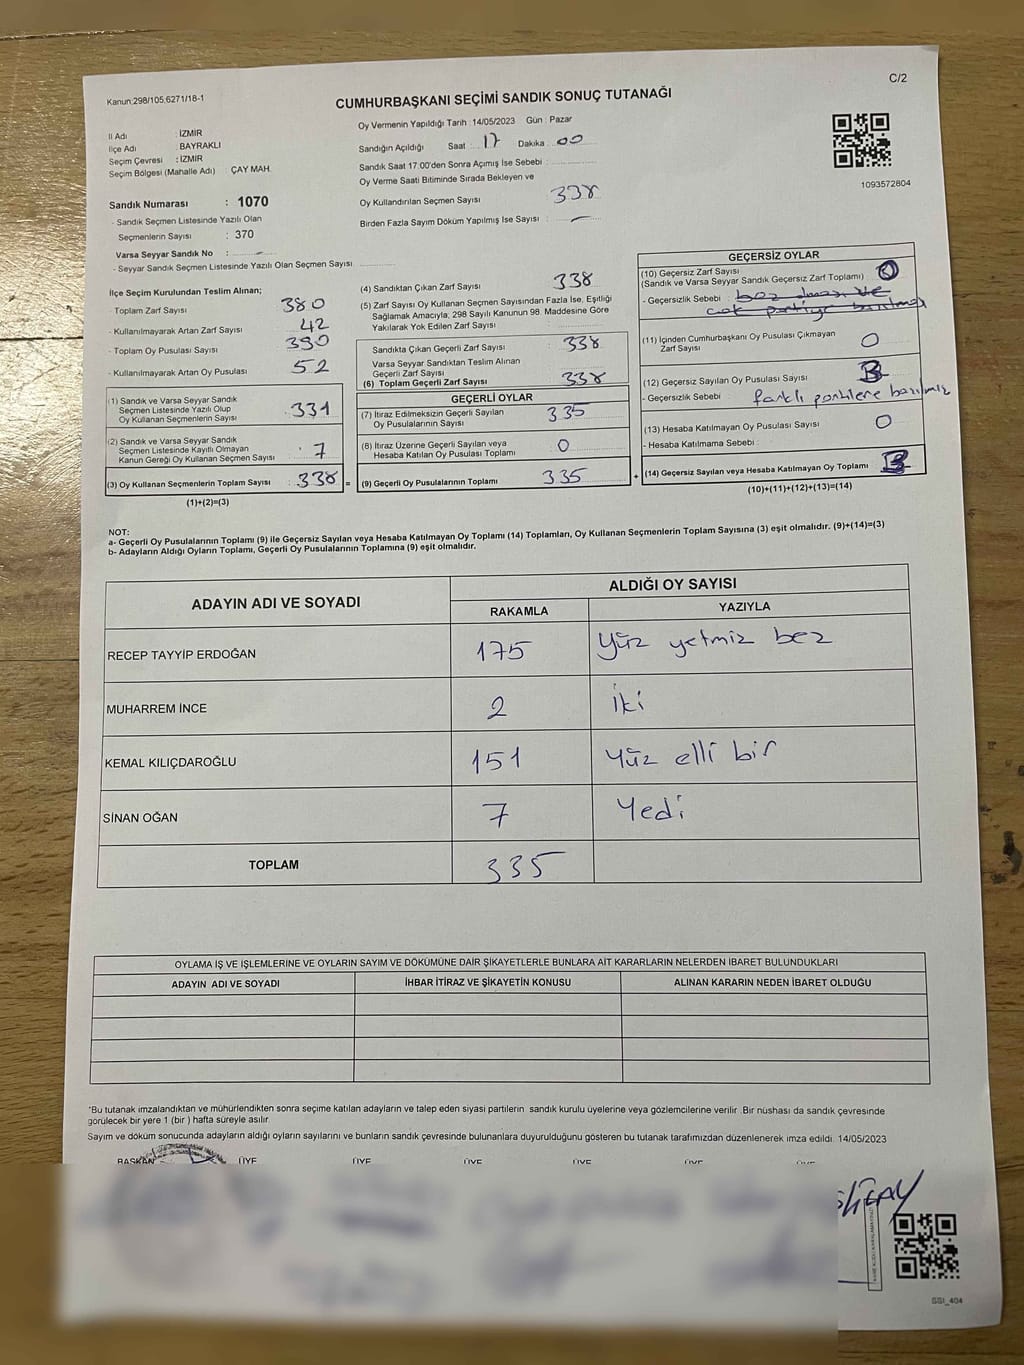 C/2
Kanun:298/105;6271/18-1
CUMHURBAŞKANI SEÇİMİ SANDIK SONUÇ TUTANAĞI
İl Adı : İZMİR
İlçe Adı : BAYRAKLI
Seçim Çevresi : İZMİR
Seçim Bölgesi (Mahalle Adı) : ÇAY MAH.
Sandık Numarası : 1070
- Sandık Seçmen Listesinde Yazılı Olan
Seçmenlerin Sayısı : 370
Varsa Seyyar Sandık No : -
- Seyyar Sandık Seçmen Listesinde Yazılı Olan Seçmen Sayısı
Oy Vermenin Yapıldığı Tarih : 14/05/2023 Gün : Pazar
Sandığın Açıldığı Saat : 17 Dakika : 00
Sandık Saat 17:00'den Sonra Açımış İse Sebebi :
Oy Verme Saati Bitiminde Sırada Bekleyen ve
Oy Kullandırılan Seçmen Sayısı 338
Birden Fazla Sayım Döküm Yapılmış İse Sayısı : -
1093572804
İlçe Seçim Kurulundan Teslim Alınan;
Toplam Zarf Sayısı 380
- Kullanılmayarak Artan Zarf Sayısı 42
- Toplam Oy Pusulası Sayısı 390
- Kullanılmayarak Artan Oy Pusulası 52
(1) Sandık ve Varsa Seyyar Sandık
Seçmen Listesinde Yazılı Olup
Oy Kullanan Seçmenlerin Sayısı 331
(2) Sandık ve Varsa Seyyar Sandık
Seçmen Listesinde Kayıtlı Olmayan
Kanun Gereği Oy Kullanan Seçmen Sayısı : 7
(3) Oy Kullanan Seçmenlerin Toplam Sayısı : 338 =
(1)+(2)=(3)
(4) Sandıktan Çıkan Zarf Sayısı 338
(5) Zarf Sayısı Oy Kullanan Seçmen Sayısından Fazla İse, Eşitliği
Sağlamak Amacıyla, 298 Sayılı Kanunun 98. Maddesine Göre
Yakılarak Yok Edilen Zarf Sayısı
Sandıkta Çıkan Geçerli Zarf Sayısı : 338
Varsa Seyyar Sandıktan Teslim Alınan
Geçerli Zarf Sayısı
(6) Toplam Geçerli Zarf Sayısı 338
GEÇERLİ OYLAR
(7) İtiraz Edilmeksizin Geçerli Sayılan
Oy Pusulalarının Sayısı : 335
(8) İtiraz Üzerine Geçerli Sayılan veya
Hesaba Katılan Oy Pusulası Toplamı : 0
(9) Geçerli Oy Pusulalarının Toplamı : 335 +
GEÇERSİZ OYLAR
(10) Geçersiz Zarf Sayısı
(Sandık ve Varsa Seyyar Sandık Geçersiz Zarf Toplamı) 0
- Geçersizlik Sebebi : boş olması ve
çok partiye basılması
(11) İçinden Cumhurbaşkanı Oy Pusulası Çıkmayan
Zarf Sayısı 0
(12) Geçersiz Sayılan Oy Pusulası Sayısı : 3
- Geçersizlik Sebebi : farklı partilere basılmış
(13) Hesaba Katılmayan Oy Pusulası Sayısı : 0
- Hesaba Katılmama Sebebi :
(14) Geçersiz Sayılan veya Hesaba Katılmayan Oy Toplamı : 3
(10)+(11)+(12)+(13)=(14)
NOT:
a- Geçerli Oy Pusulalarının Toplamı (9) ile Geçersiz Sayılan veya Hesaba Katılmayan Oy Toplamı (14) Toplamları, Oy Kullanan Seçmenlerin Toplam Sayısına (3) eşit olmalıdır. (9)+(14)=(3)
b- Adayların Aldığı Oyların Toplamı, Geçerli Oy Pusulalarının Toplamına (9) eşit olmalıdır.
ADAYIN ADI VE SOYADI ALDIĞI OY SAYISI
RAKAMLA YAZIYLA
RECEP TAYYİP ERDOĞAN 175 Yüz yetmiz bez
MUHARREM İNCE 2 İki
KEMAL KILIÇDAROĞLU 151 Yüz elli bir
SİNAN OĞAN 7 Yedi
TOPLAM 335
OYLAMA İŞ VE İŞLEMLERİNE VE OYLARIN SAYIM VE DÖKÜMÜNE DAİR ŞİKAYETLERLE BUNLARA AİT KARARLARIN NELERDEN İBARET BULUNDUKLARI
ADAYIN ADI VE SOYADI İHBAR İTİRAZ VE ŞİKAYETİN KONUSU ALINAN KARARIN NEDEN İBARET OLDUĞU
*Bu tutanak imzalandıktan ve mühürlendikten sonra seçime katılan adayların ve talep eden siyasi partilerin sandık kurulu üyelerine veya gözlemcilerine verilir .Bir nüshası da sandık çevresinde
görülecek bir yere 1 (bir ) hafta süreyle asılır.
Sayım ve döküm sonucunda adayların aldığı oyların sayılarını ve bunların sandık çevresinde bulunanlara duyurulduğunu gösteren bu tutanak tarafımızdan düzenlenerek imza edildi. 14/05/2023
BAŞKAN ÜYE ÜYE ÜYE ÜYE ÜYE